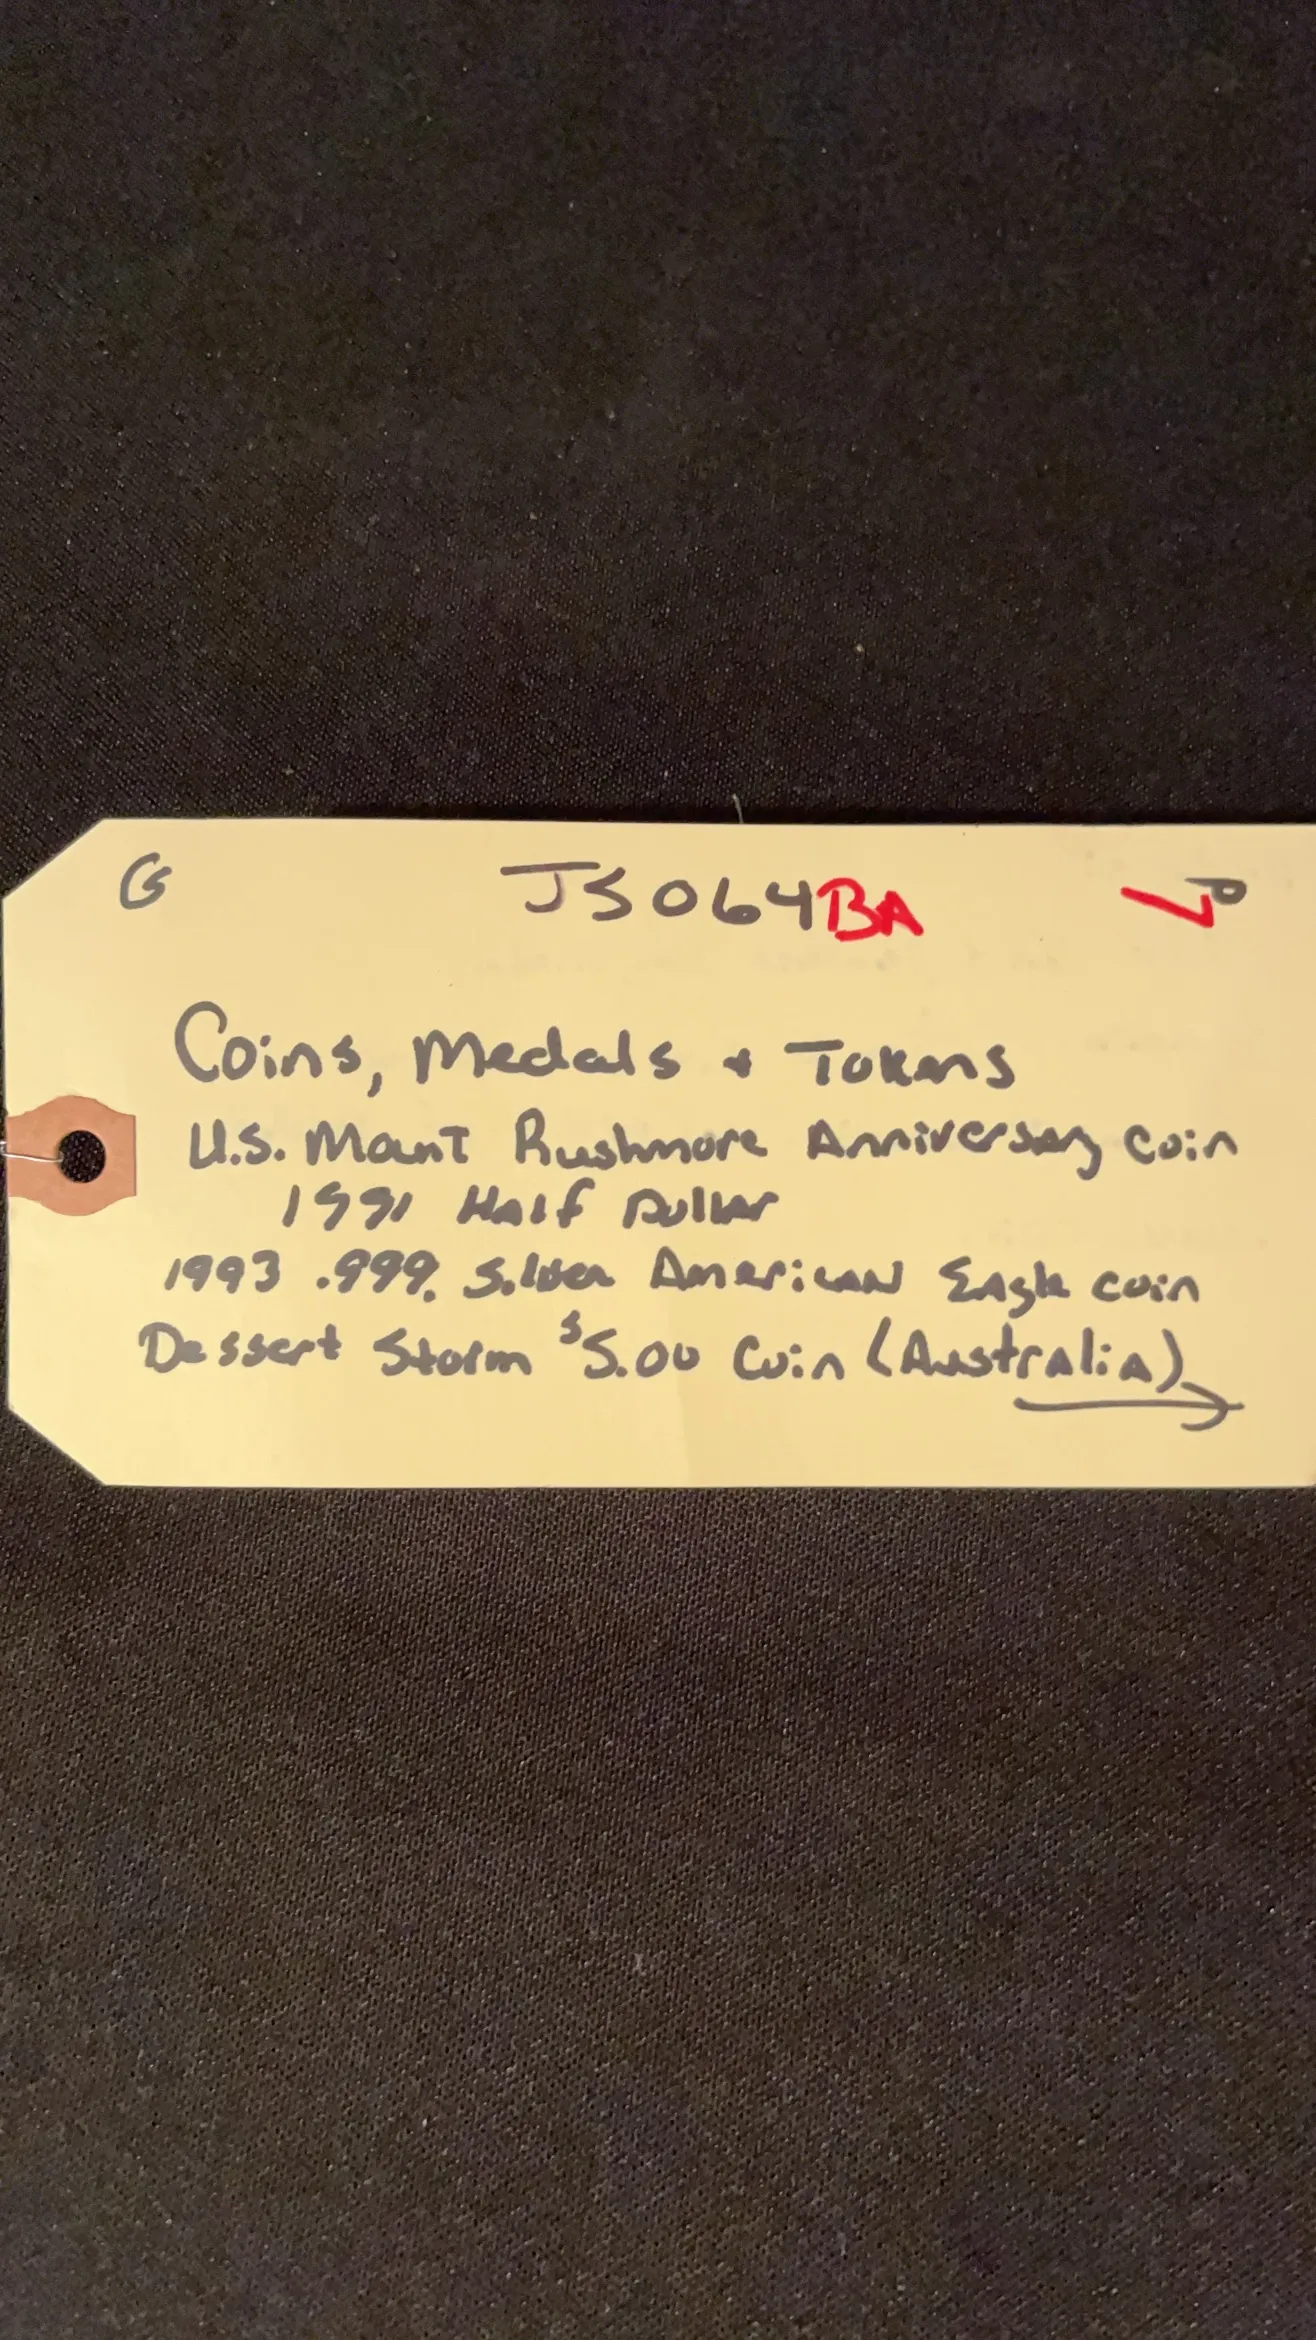 G JS064BA P
Coins, Medals + Tokens
U.S. Mount Rushmore Anniversary Coin
1991 Half Dollar
1993 .999. Silver American Eagle coin
Dessert Storm $5.00 Coin (Australia)